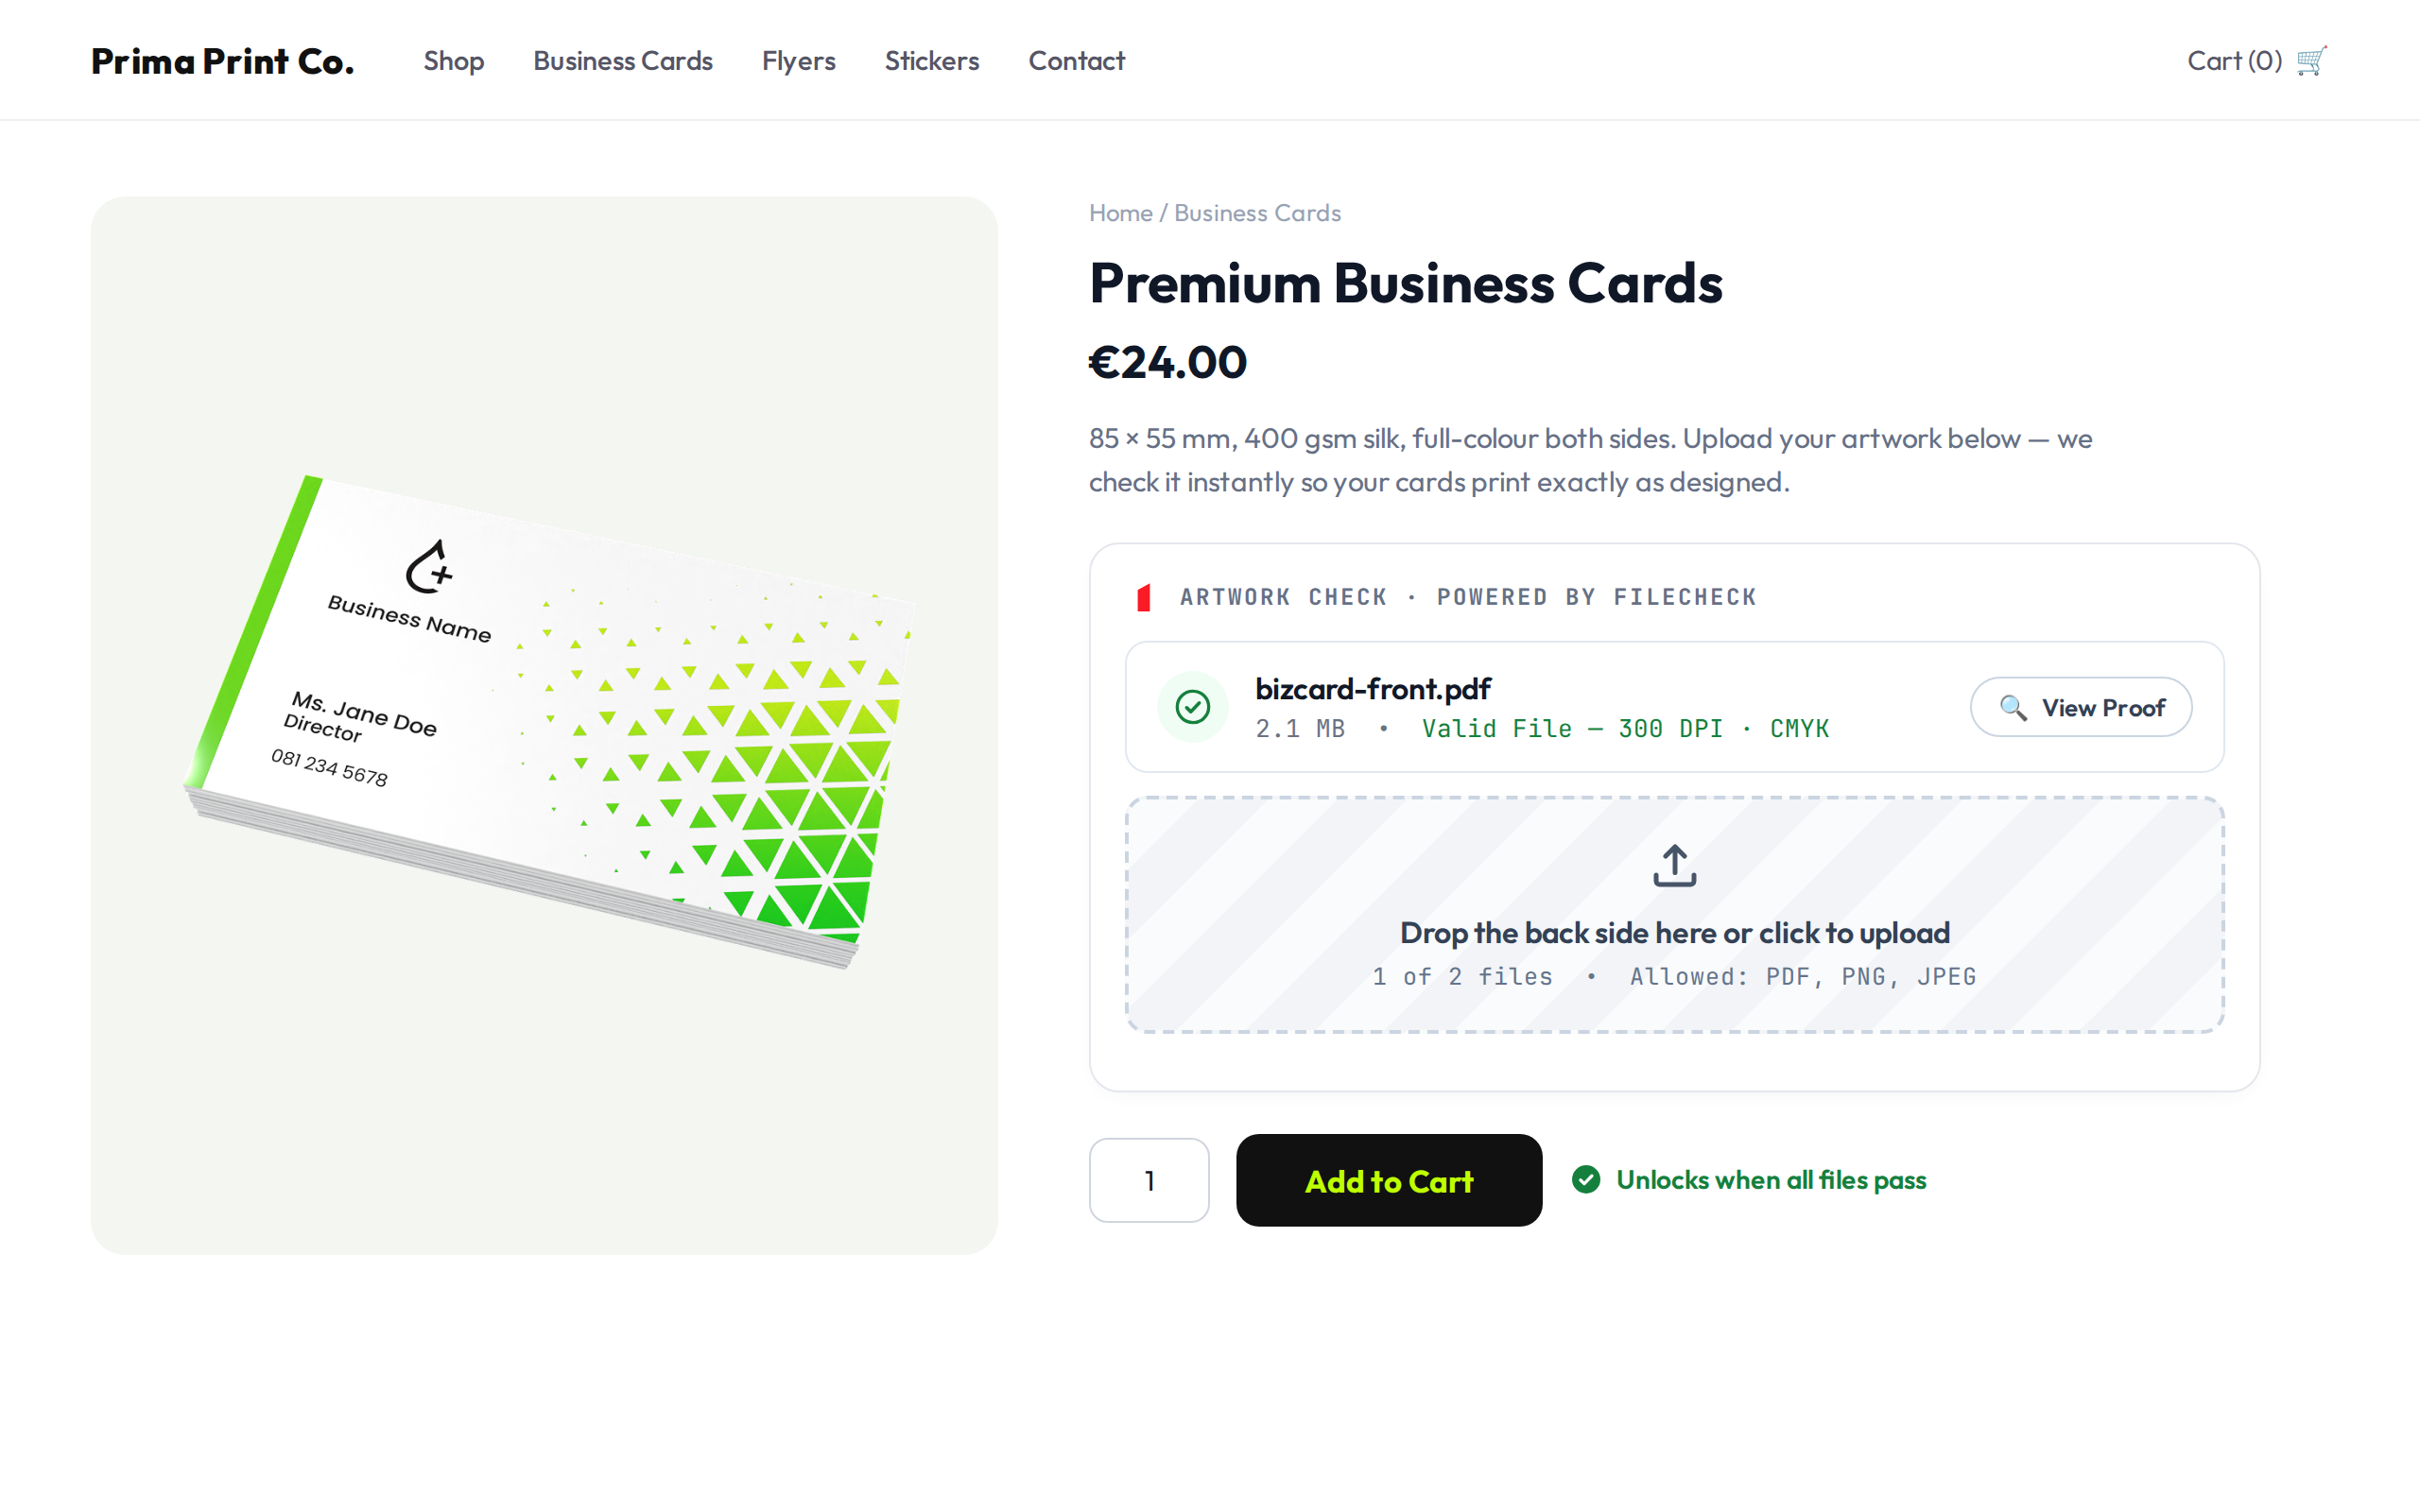 Prima Print Co.
Shop
Business Cards
Flyers
Stickers
Contact
Cart (0)
Business Name
Ms. Jane Doe
Director
081 234 5678
Home / Business Cards
Premium Business Cards
€24.00
85 × 55 mm, 400 gsm silk, full-colour both sides. Upload your artwork below — we
check it instantly so your cards print exactly as designed.
ARTWORK CHECK · POWERED BY FILECHECK
bizcard-front.pdf
2.1 MB • Valid File — 300 DPI · CMYK
View Proof
Drop the back side here or click to upload
1 of 2 files • Allowed: PDF, PNG, JPEG
1
Add to Cart
Unlocks when all files pass